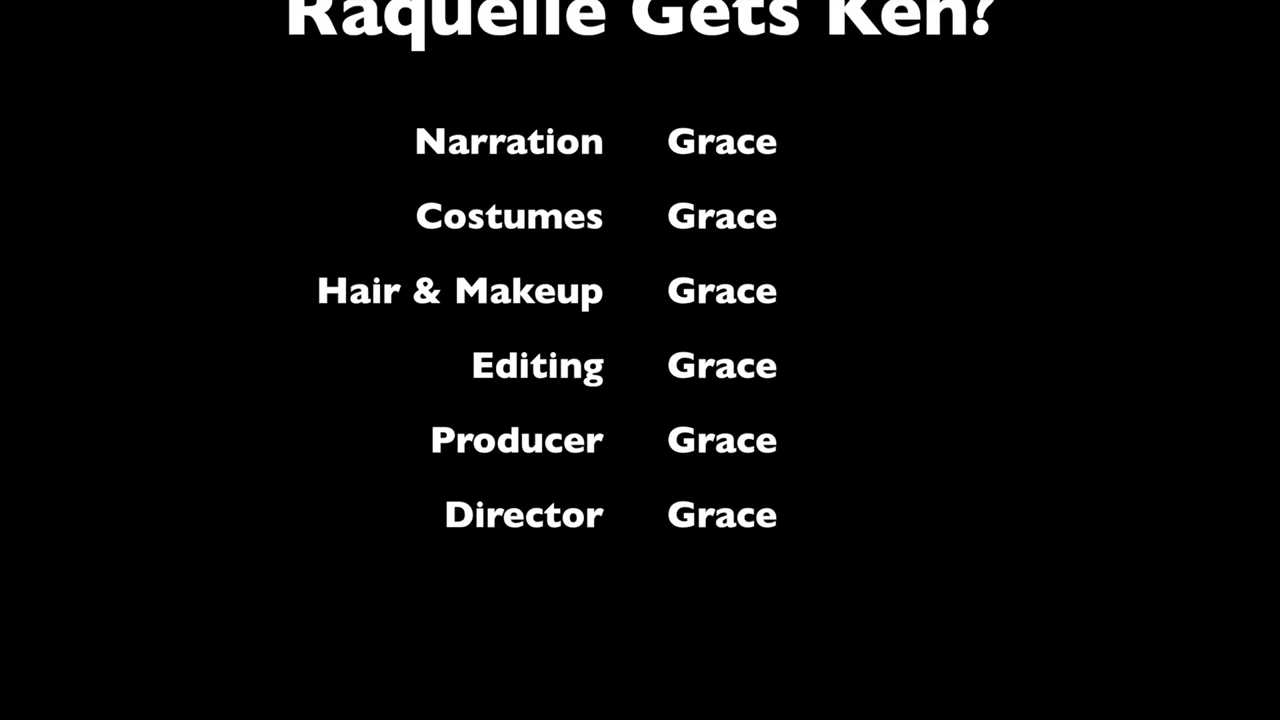 Raquelle Gets Ken?
Narration Grace
Costumes Grace
Hair & Makeup Grace
Editing Grace
Producer Grace
Director Grace